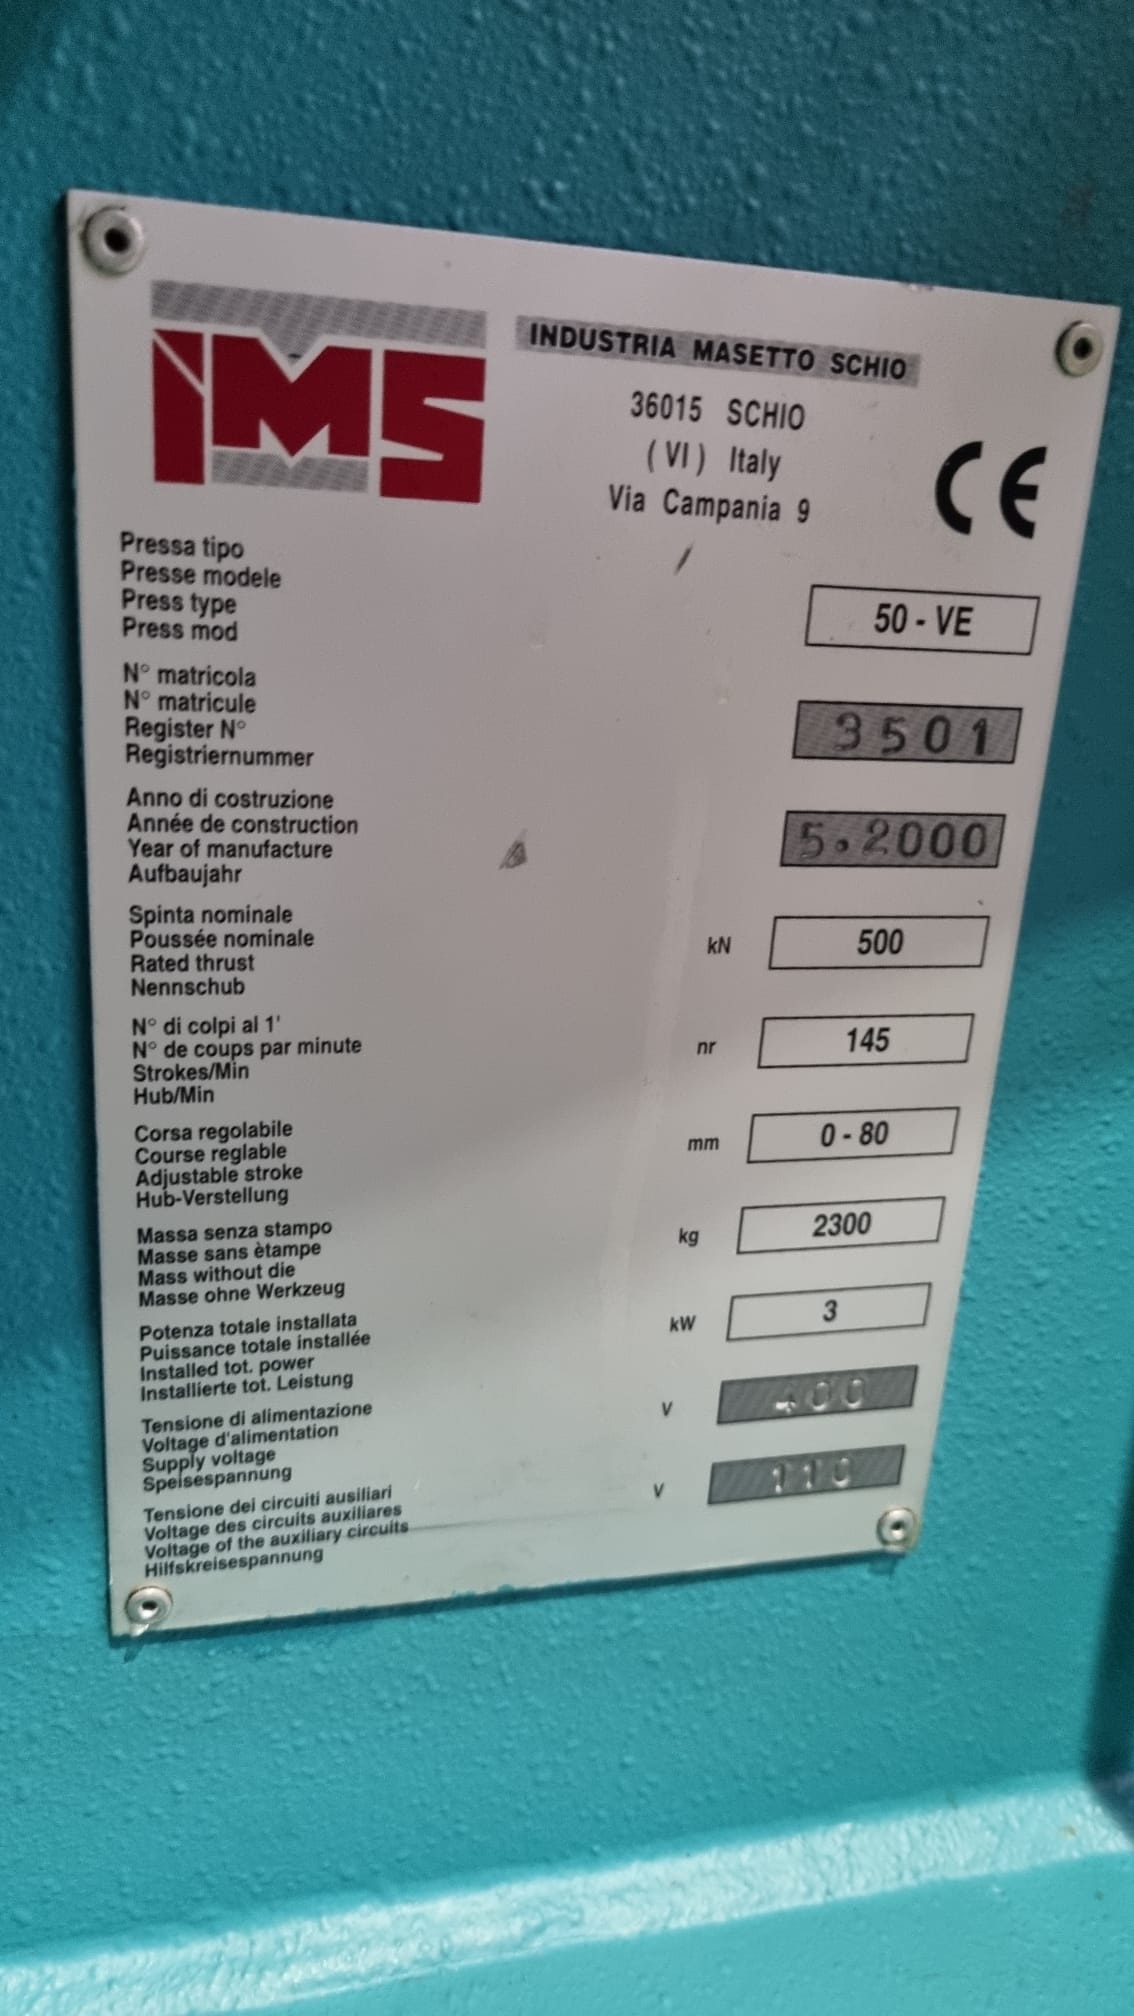 IMS
INDUSTRIA MASETTO SCHIO
36015 SCHIO
(VI) Italy
Via Campania 9
CE
Pressa tipo
Presse modele
Press type
Press mod
50 - VE
N° matricola
N° matricule
Register N°
Registriernummer
3501
Anno di costruzione
Année de construction
Year of manufacture
Aufbaujahr
5.2000
Spinta nominale
Poussée nominale
Rated thrust
Nennschub
kN 500
N° di colpi al 1'
N° de coups par minute
Strokes/Min
Hub/Min
nr 145
Corsa regolabile
Course reglable
Adjustable stroke
Hub-Verstellung
mm 0 - 80
Massa senza stampo
Masse sans ètampe
Mass without die
Masse ohne Werkzeug
kg 2300
Potenza totale installata
Puissance totale installée
Installed tot. power
Installierte tot. Leistung
kW 3
Tensione di alimentazione
Voltage d'alimentation
Supply voltage
Speisespannung
V 400
Tensione dei circuiti ausiliari
Voltage des circuits auxiliares
Voltage of the auxiliary circuits
Hilfskreisespannung
V 110